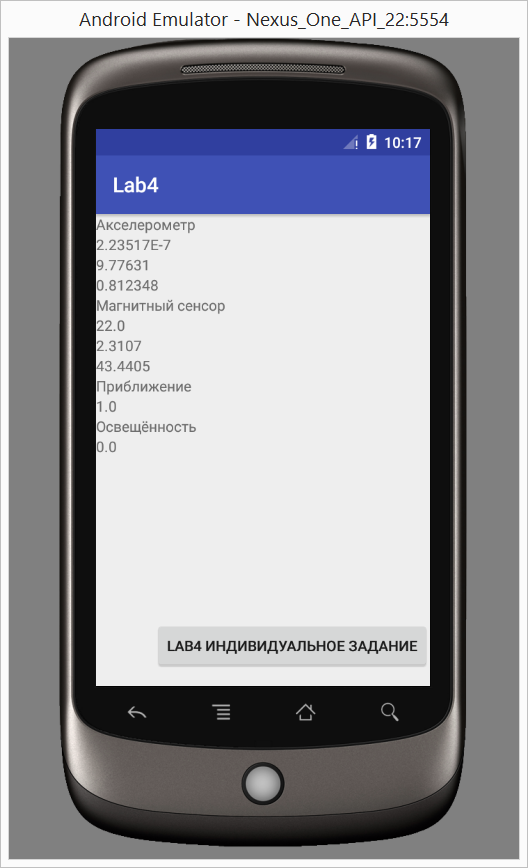 Android Emulator - Nexus_One_API_22:5554
10:17
Lab4
Акселерометр
2.23517E-7
9.77631
0.812348
Магнитный сенсор
22.0
2.3107
43.4405
Приближение
1.0
Освещённость
0.0
LAB4 ИНДИВИДУАЛЬНОЕ ЗАДАНИЕ